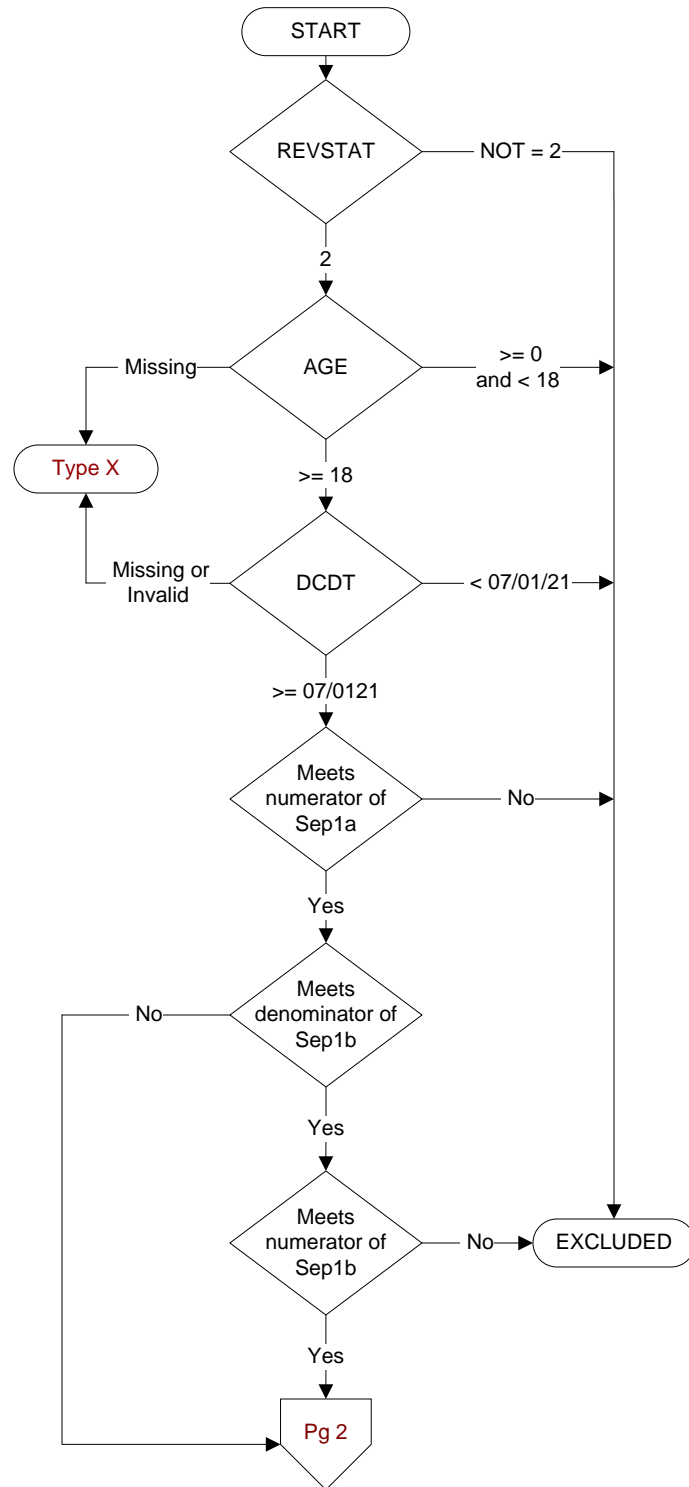 START
REVSTAT
NOT = 2
2
Missing
AGE
>= 0
and < 18
Type X
>= 18
Missing or
Invalid
DCDT
< 07/01/21
>= 07/0121
Meets
numerator of
Sep1a
No
Yes
No
Meets
denominator of
Sep1b
Yes
Meets
numerator of
Sep1b
No
EXCLUDED
Yes
Pg 2